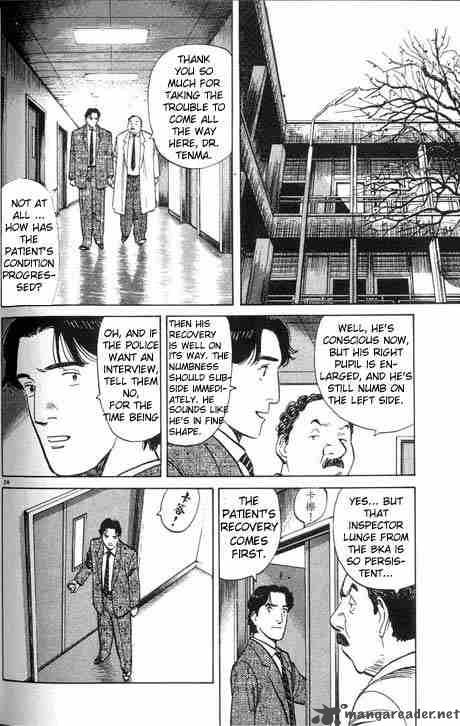 THANK
YOU SO
MUCH FOR
TAKING THE
TROUBLE TO
COME ALL
THE WAY
HERE, DR.
TENMA.
NOT AT
ALL ...
HOW HAS
THE
PATIENT'S
CONDITION
PROGRES-
SED?
WELL, HE'S
CONSCIOUS NOW,
BUT HIS RIGHT
PUPIL IS EN-
LARGED, AND HE'S
STILL NUMB ON
THE LEFT SIDE.
THEN HIS
RECOVERY
IS WELL ON
ITS WAY. THE
NUMBNESS
SHOULD SUB-
SIDE IMMEDI-
ATELY. HE
SOUNDS LIKE
HE'S IN FINE
SHAPE.
OH, AND IF
THE POLICE
WANT AN
INTERVIEW,
TELL THEM
NO,
FOR THE
TIME BEING
YES... BUT
THAT
INSPECTOR
LUNGE FROM
THE BKA IS
SO PERSIS-
TENT...
THE
PATIENT'S
RECOVERY
COMES
FIRST.
mangareader.net